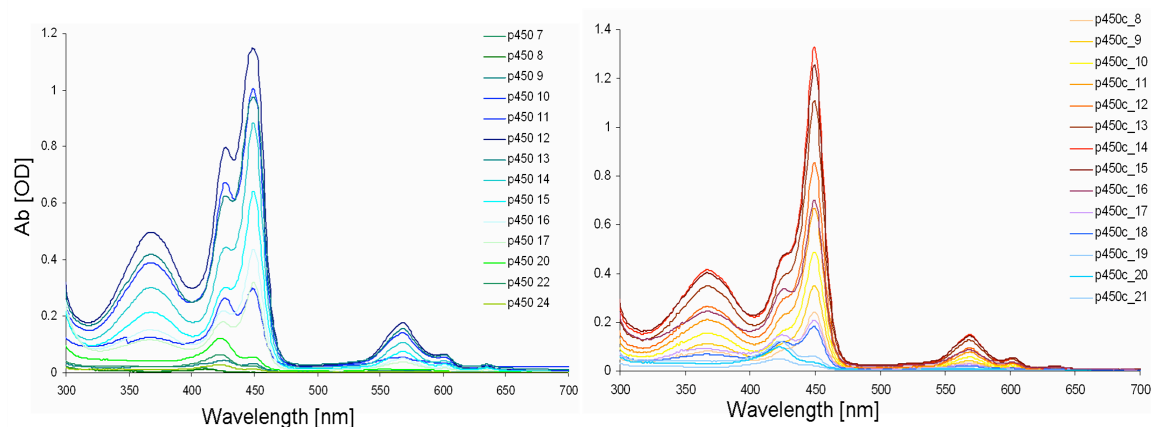 1.2
1
0.8
0.6
0.4
0.2
0
300
350
400
450
500
550
600
650
700
Ab [OD]
Wavelength [nm]
p450 7
p450 8
p450 9
p450 10
p450 11
p450 12
p450 13
p450 14
p450 15
p450 16
p450 17
p450 20
p450 22
p450 24
1.4
1.2
1
0.8
0.6
0.4
0.2
0
300
350
400
450
500
550
600
650
700
Wavelength [nm]
p450c_8
p450c_9
p450c_10
p450c_11
p450c_12
p450c_13
p450c_14
p450c_15
p450c_16
p450c_17
p450c_18
p450c_19
p450c_20
p450c_21